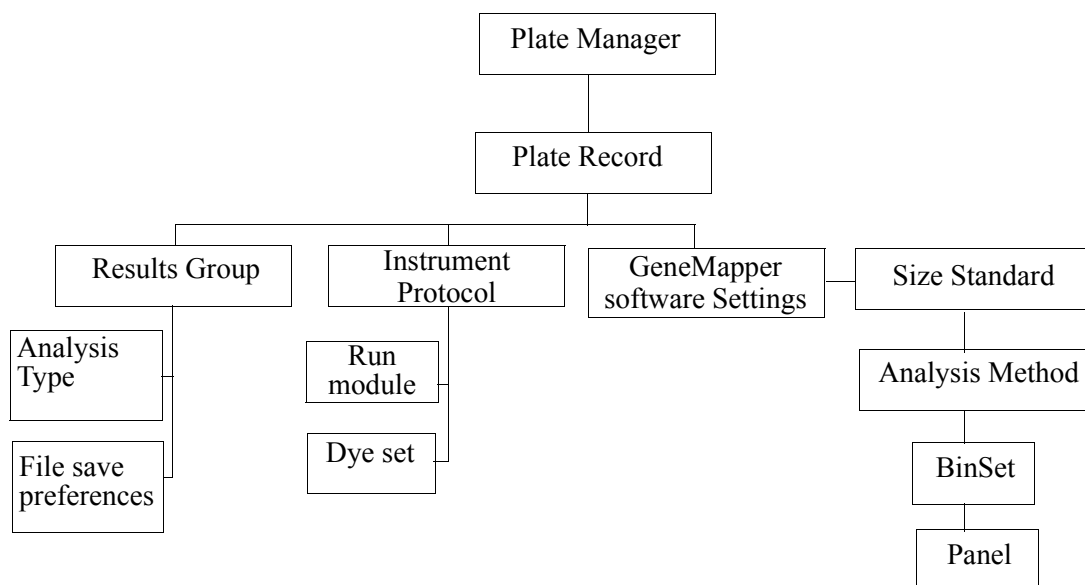 Plate Manager
Plate Record
Results Group
Instrument
Protocol
GeneMapper
software Settings
Size Standard
Analysis
Type
Run
module
Analysis Method
File save
preferences
Dye set
BinSet
Panel